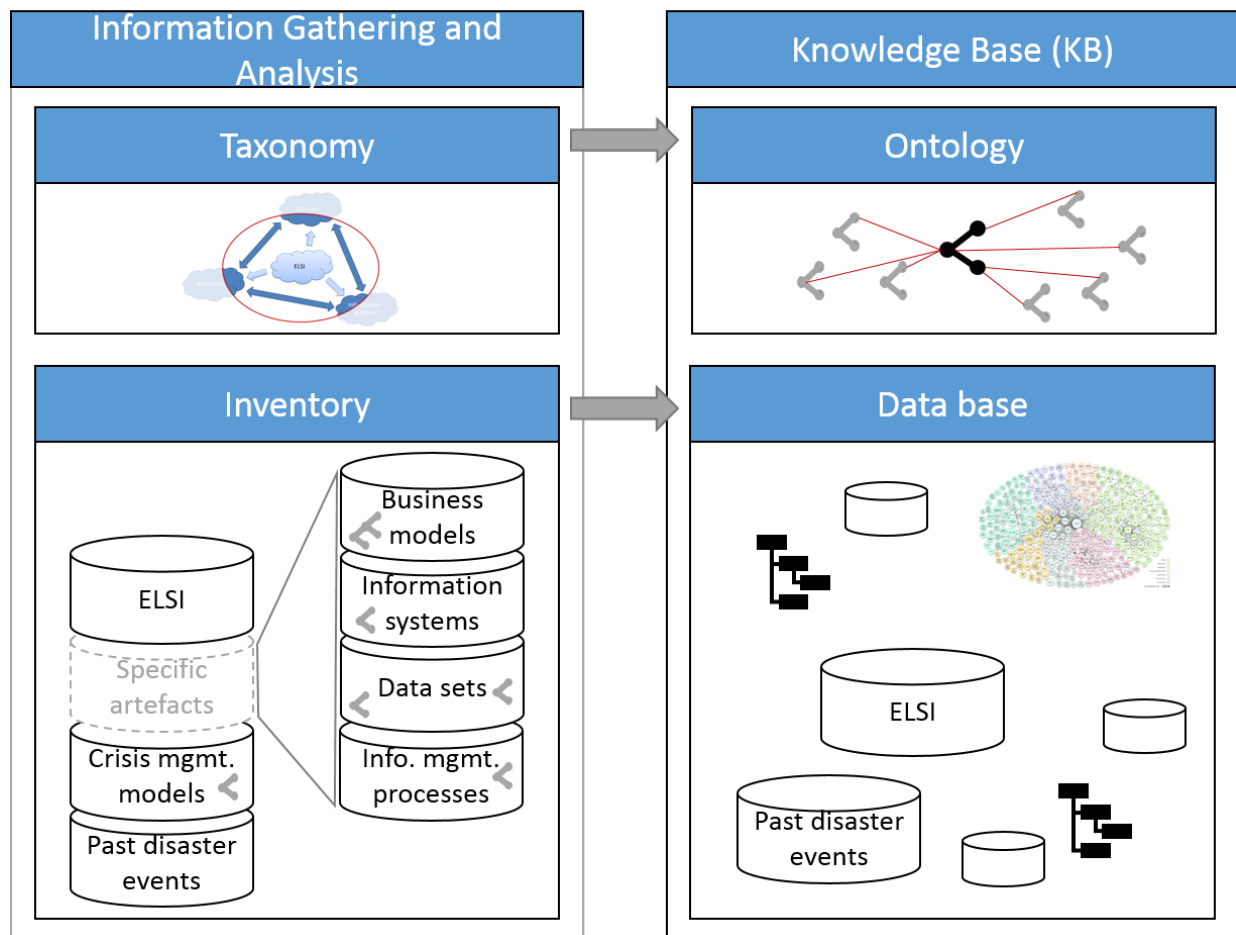 Information Gathering and
Analysis
Knowledge Base (KB)
Taxonomy
Ontology
ELSI
Inventory
Data base
Business
models
Information
systems
Data sets
Info. mgmt.
processes
ELSI
Specific
artefacts
Crisis mgmt.
models
Past disaster
events
ELSI
Past disaster
events